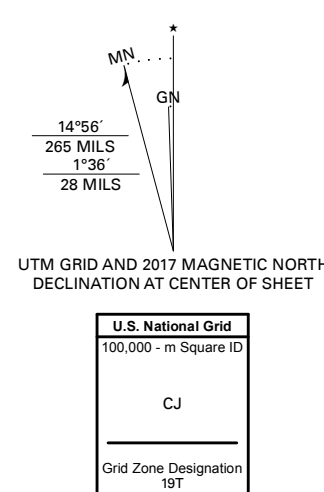 ★
MN
GN
14°56´
265 MILS
1°36´
28 MILS
UTM GRID AND 2017 MAGNETIC NORTH
DECLINATION AT CENTER OF SHEET
U.S. National Grid
100,000 - m Square ID
CJ
Grid Zone Designation
19T